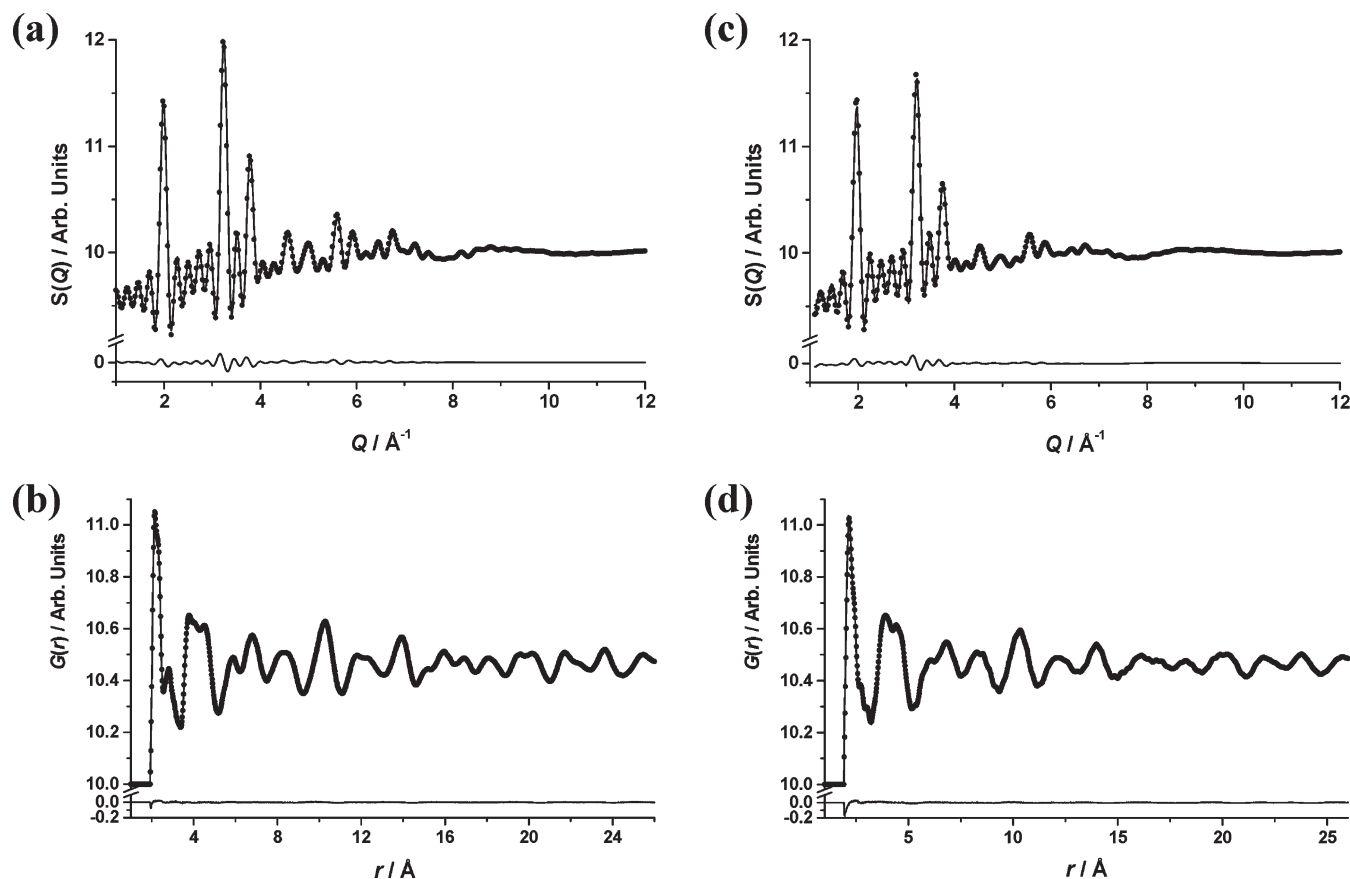 (a)
12
11
10
0
S(Q) / Arb. Units
2 4 6 8 10 12
Q / Å⁻¹
(c)
12
11
10
0
S(Q) / Arb. Units
2 4 6 8 10 12
Q / Å⁻¹
(b)
11.0
10.8
10.6
10.4
10.2
10.0
0.0
-0.2
G(r) / Arb. Units
4 8 12 16 20 24
r / Å
(d)
11.0
10.8
10.6
10.4
10.2
10.0
0.0
-0.2
G(r) / Arb. Units
5 10 15 20 25
r / Å